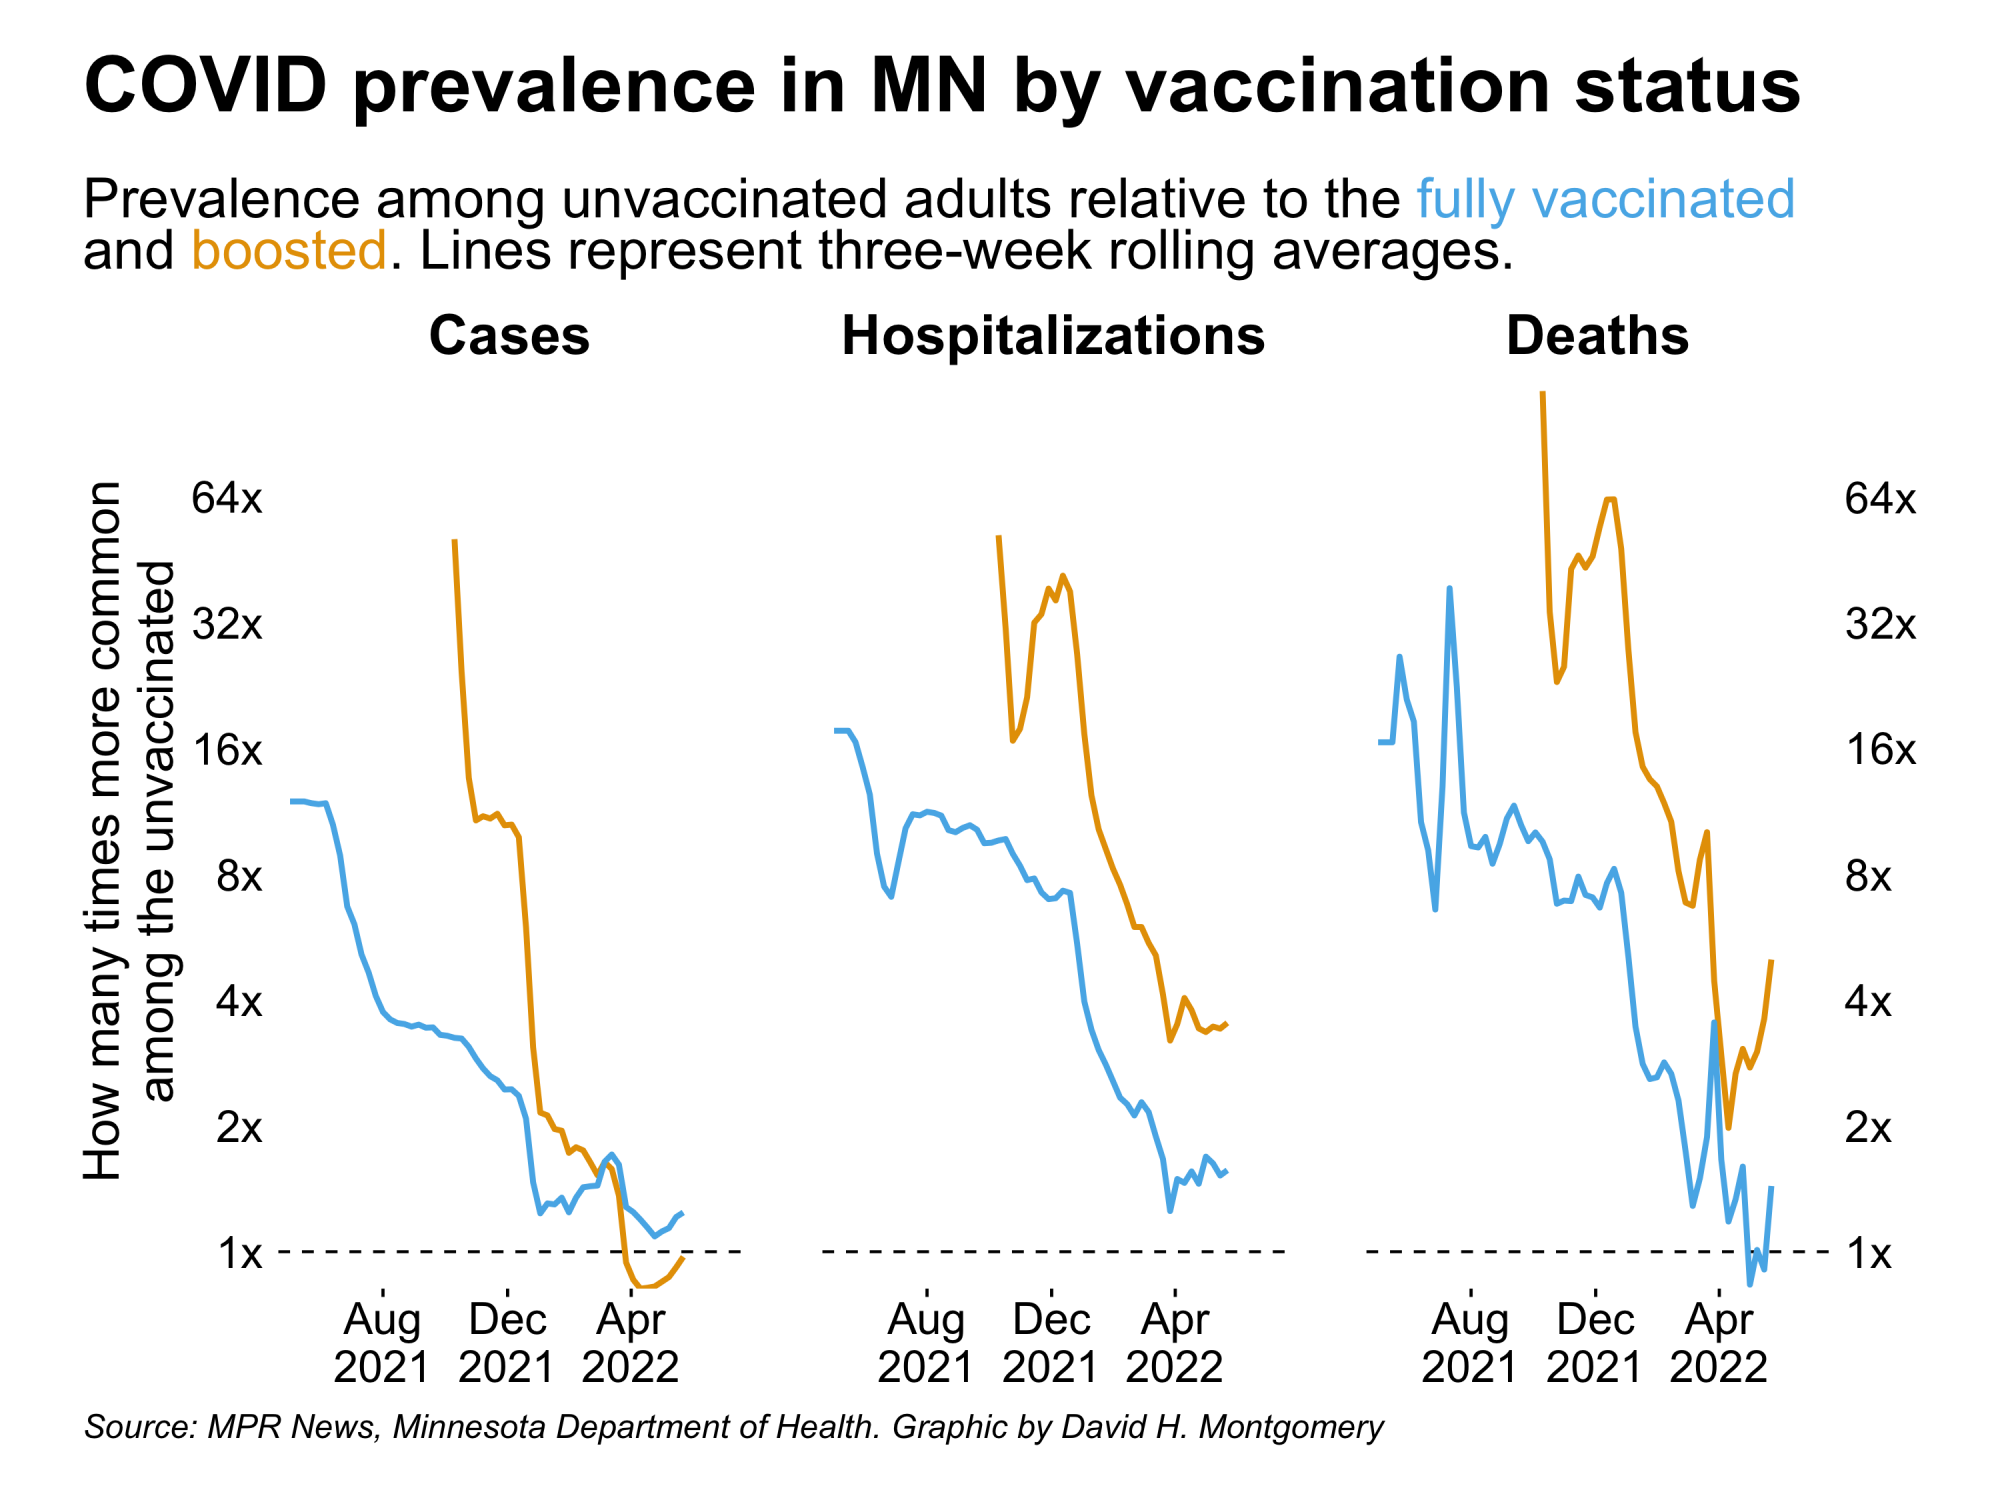 COVID prevalence in MN by vaccination status
Prevalence among unvaccinated adults relative to the fully vaccinated
and boosted. Lines represent three-week rolling averages.
Cases
Hospitalizations
Deaths
How many times more common
among the unvaccinated
64x
32x
16x
8x
4x
2x
1x
64x
32x
16x
8x
4x
2x
1x
Aug Dec Apr
2021 2021 2022
Aug Dec Apr
2021 2021 2022
Aug Dec Apr
2021 2021 2022
Source: MPR News, Minnesota Department of Health. Graphic by David H. Montgomery